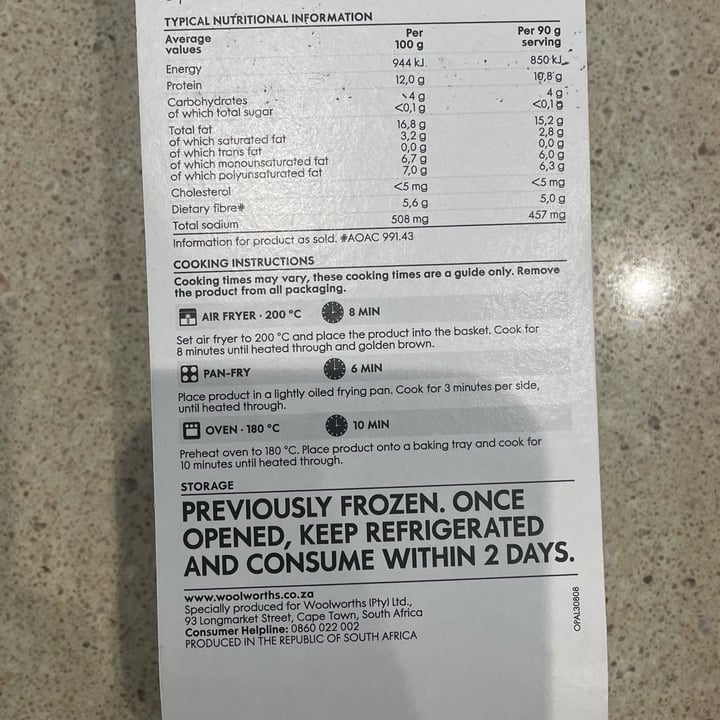 TYPICAL NUTRITIONAL INFORMATION
Average values Per 100 g Per 90 g serving
Energy 944 kJ 850 kJ
Protein 12,0 g 10,8 g
Carbohydrates 4 g 4 g
of which total sugar <0,1 g <0,1 g
Total fat 16,8 g 15,2 g
of which saturated fat 3,2 g 2,8 g
of which trans fat 0,0 g 0,0 g
of which monounsaturated fat 6,7 g 6,0 g
of which polyunsaturated fat 7,0 g 6,3 g
Cholesterol <5 mg <5 mg
Dietary fibre# 5,6 g 5,0 g
Total sodium 508 mg 457 mg
Information for product as sold. #AOAC 991.43
COOKING INSTRUCTIONS
Cooking times may vary, these cooking times are a guide only. Remove
the product from all packaging.
AIR FRYER · 200 °C 8 MIN
Set air fryer to 200 °C and place the product into the basket. Cook for
8 minutes until heated through and golden brown.
PAN-FRY 6 MIN
Place product in a lightly oiled frying pan. Cook for 3 minutes per side,
until heated through.
OVEN · 180 °C 10 MIN
Preheat oven to 180 °C. Place product onto a baking tray and cook for
10 minutes until heated through.
STORAGE
PREVIOUSLY FROZEN. ONCE
OPENED, KEEP REFRIGERATED
AND CONSUME WITHIN 2 DAYS.
www.woolworths.co.za
Specially produced for Woolworths (Pty) Ltd.,
93 Longmarket Street, Cape Town, South Africa
Consumer Helpline: 0860 022 002
PRODUCED IN THE REPUBLIC OF SOUTH AFRICA
OPAL30808